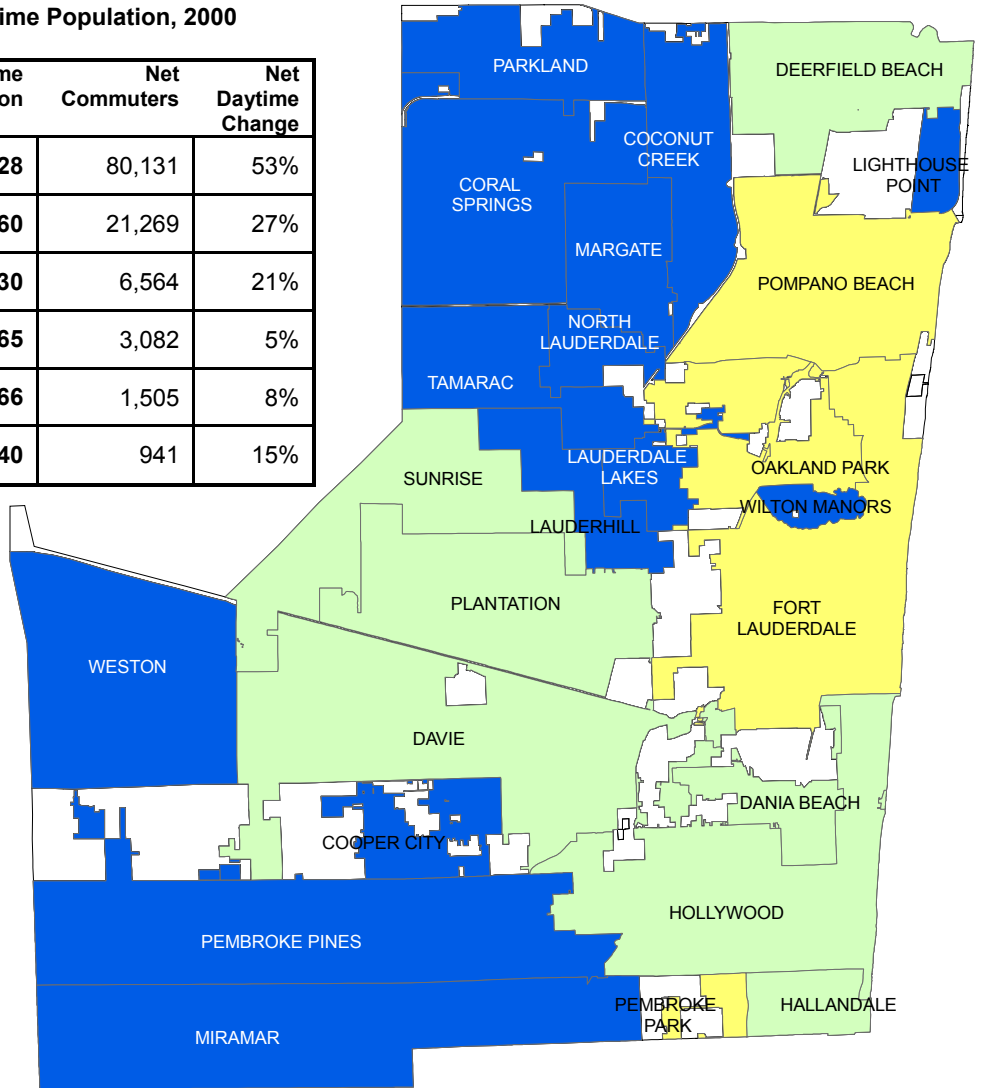 ime Population, 2000
me Net Net
on Commuters Daytime
Change
28 80,131 53%
60 21,269 27%
30 6,564 21%
65 3,082 5%
66 1,505 8%
40 941 15%
PARKLAND
DEERFIELD BEACH
COCONUT
CREEK
LIGHTHOUSE
POINT
CORAL
SPRINGS
MARGATE
POMPANO BEACH
NORTH
LAUDERDALE
TAMARAC
LAUDERDALE
LAKES
OAKLAND PARK
SUNRISE
WILTON MANORS
LAUDERHILL
PLANTATION
FORT
LAUDERDALE
WESTON
DAVIE
DANIA BEACH
COOPER CITY
HOLLYWOOD
PEMBROKE PINES
PEMBROKE
PARK
HALLANDALE
MIRAMAR